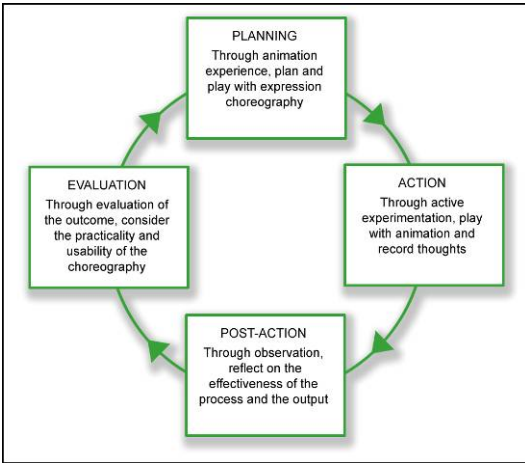 PLANNING
Through animation
experience, plan and
play with expression
choreography
ACTION
Through active
experimentation, play
with animation and
record thoughts
POST-ACTION
Through observation,
reflect on the
effectiveness of the
process and the output
EVALUATION
Through evaluation of
the outcome, consider
the practicality and
usability of the
choreography